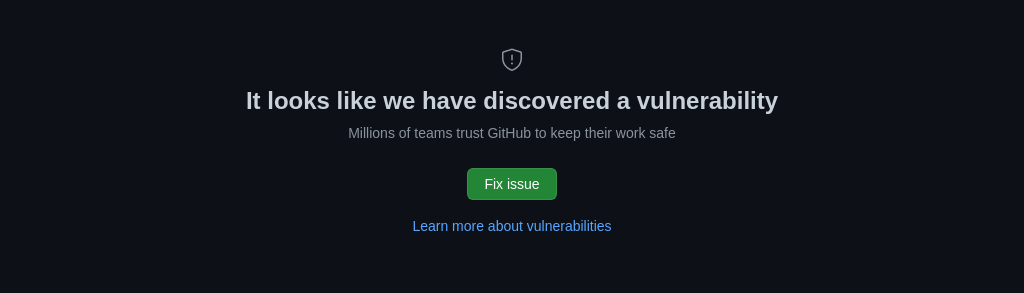 It looks like we have discovered a vulnerability
Millions of teams trust GitHub to keep their work safe
Fix issue
Learn more about vulnerabilities